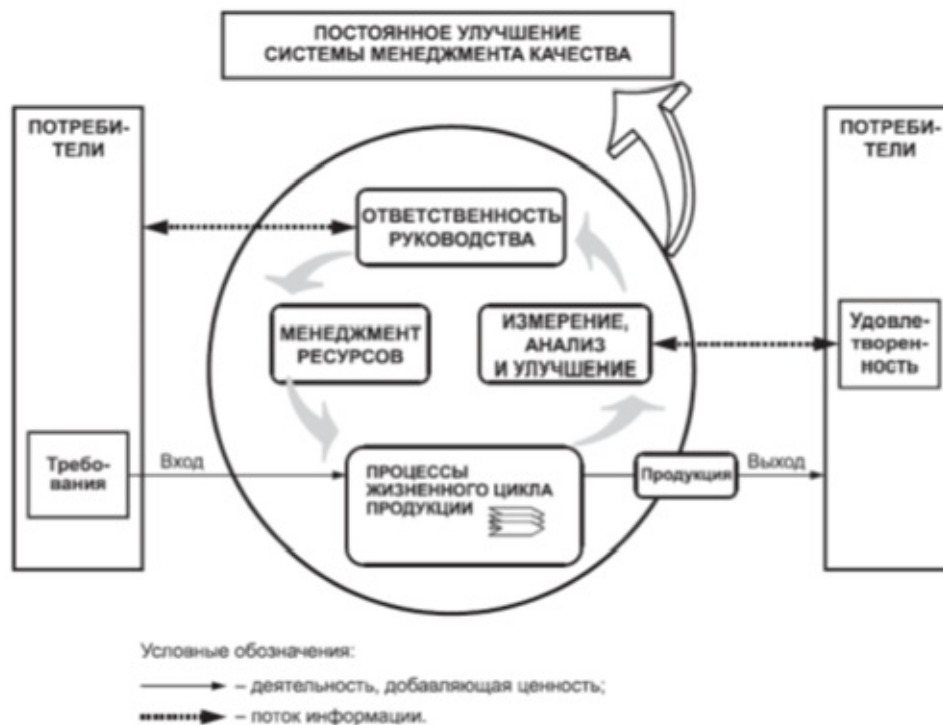 ПОСТОЯННОЕ УЛУЧШЕНИЕ
СИСТЕМЫ МЕНЕДЖМЕНТА КАЧЕСТВА
ПОТРЕБИ-
ТЕЛИ
ПОТРЕБИ-
ТЕЛИ
ОТВЕТСТВЕННОСТЬ
РУКОВОДСТВА
МЕНЕДЖМЕНТ
РЕСУРСОВ
ИЗМЕРЕНИЕ,
АНАЛИЗ
И УЛУЧШЕНИЕ
Удовле-
творен-
ность
Требо-
вания
Вход
ПРОЦЕССЫ
ЖИЗНЕННОГО ЦИКЛА
ПРОДУКЦИИ
Продукция
Выход
Условные обозначения:
– деятельность, добавляющая ценность;
– поток информации.